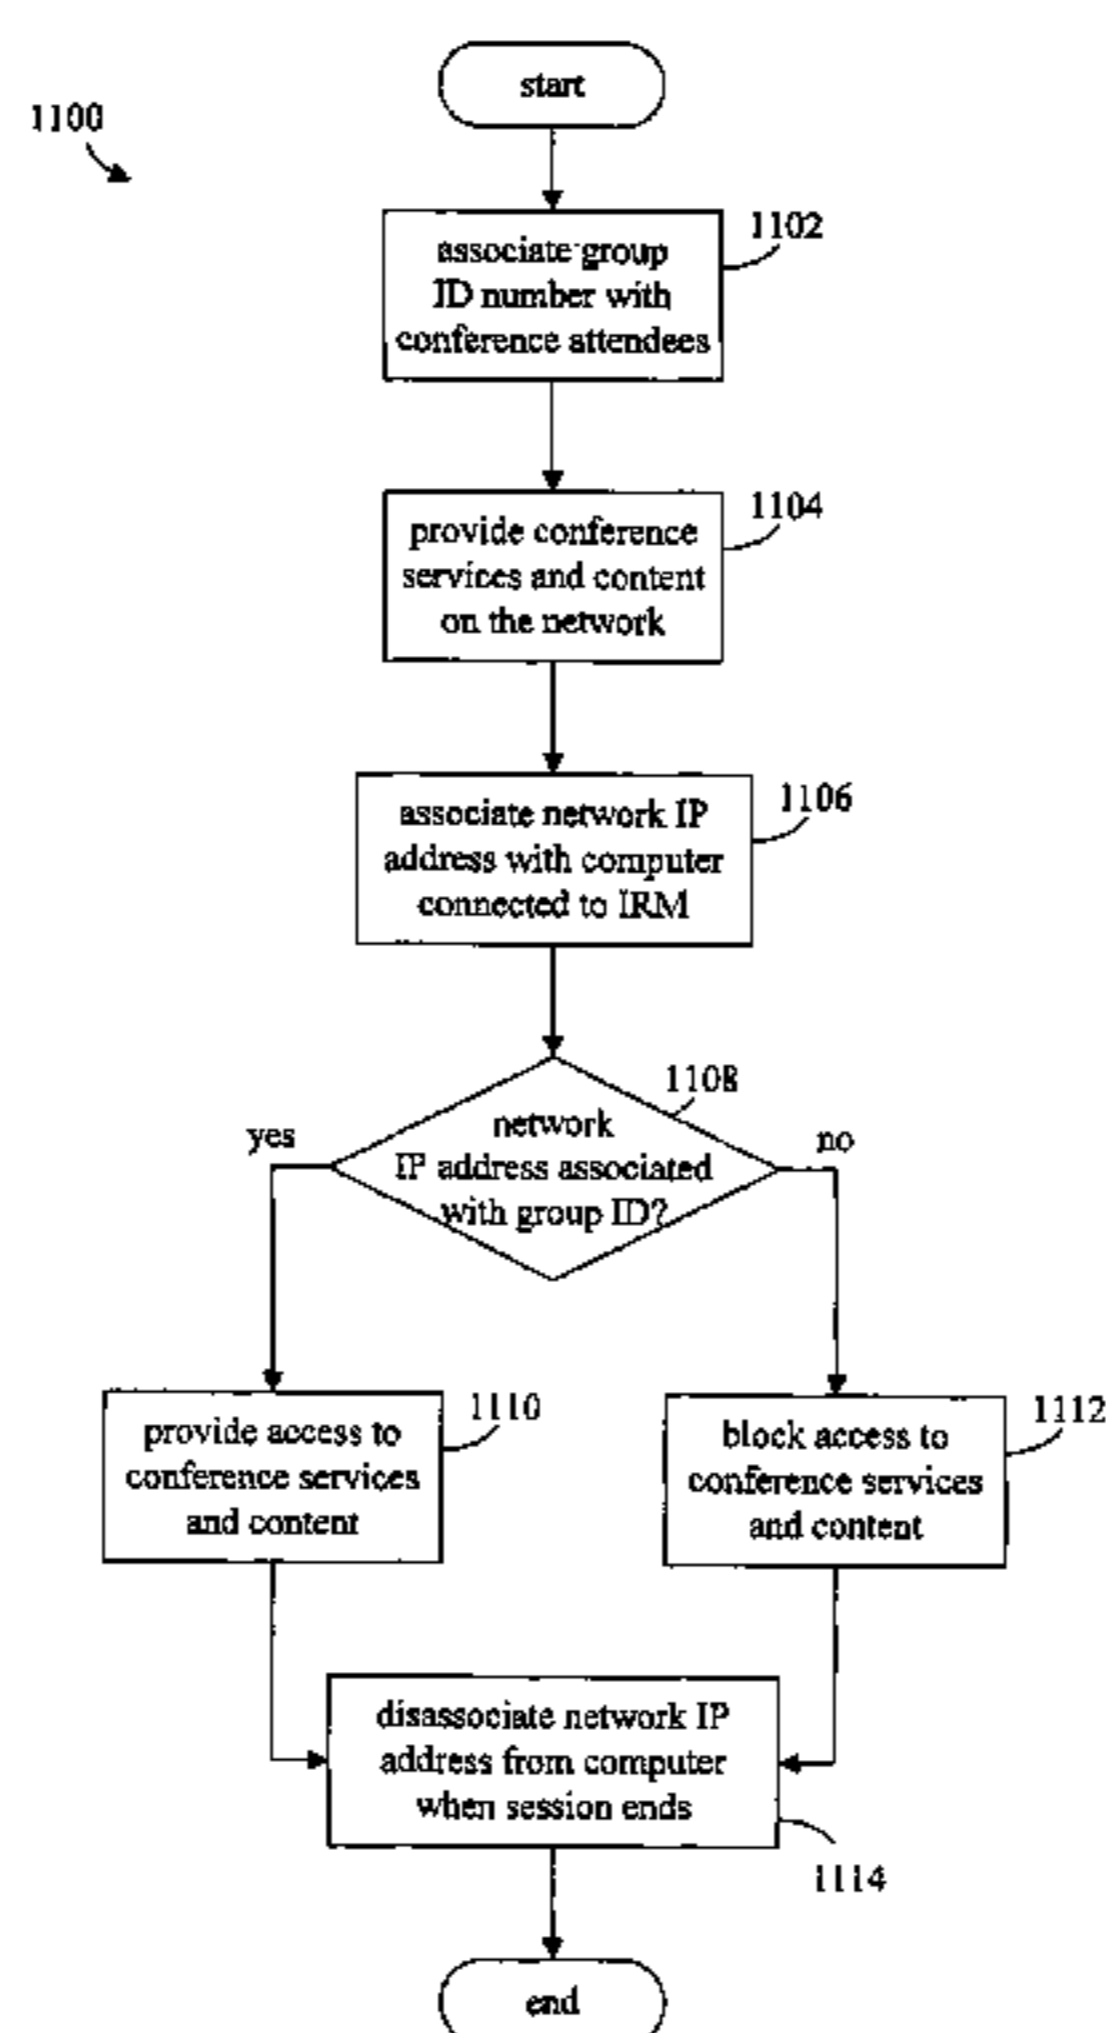 start
1100
1102
associate group
ID number with
conference attendees
1104
provide conference
services and content
on the network
1106
associate network IP
address with computer
connected to IRM
1108
network
IP address associated
with group ID?
yes
no
1110
provide access to
conference services
and content
1112
block access to
conference services
and content
disassociate network IP
address from computer
when session ends
1114
end